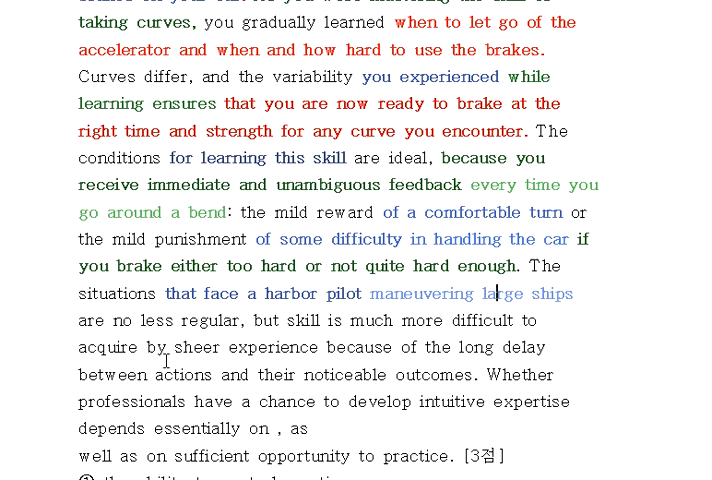 taking curves, you gradually learned when to let go of the
accelerator and when and how hard to use the brakes.
Curves differ, and the variability you experienced while
learning ensures that you are now ready to brake at the
right time and strength for any curve you encounter. The
conditions for learning this skill are ideal, because you
receive immediate and unambiguous feedback every time you
go around a bend: the mild reward of a comfortable turn or
the mild punishment of some difficulty in handling the car if
you brake either too hard or not quite hard enough. The
situations that face a harbor pilot maneuvering large ships
are no less regular, but skill is much more difficult to
acquire by sheer experience because of the long delay
between actions and their noticeable outcomes. Whether
professionals have a chance to develop intuitive expertise
depends essentially on , as
well as on sufficient opportunity to practice. [3점]